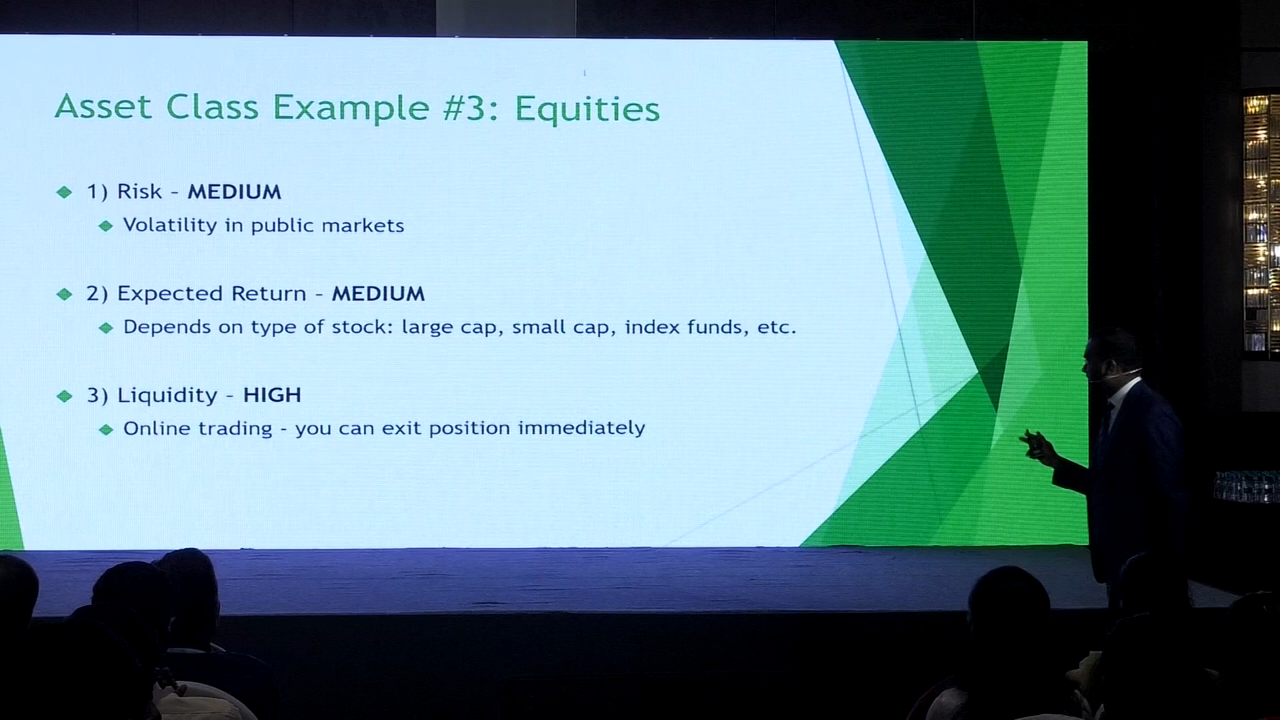 Asset Class Example #3: Equities
1) Risk – MEDIUM
Volatility in public markets
2) Expected Return – MEDIUM
Depends on type of stock: large cap, small cap, index funds, etc.
3) Liquidity – HIGH
Online trading - you can exit position immediately